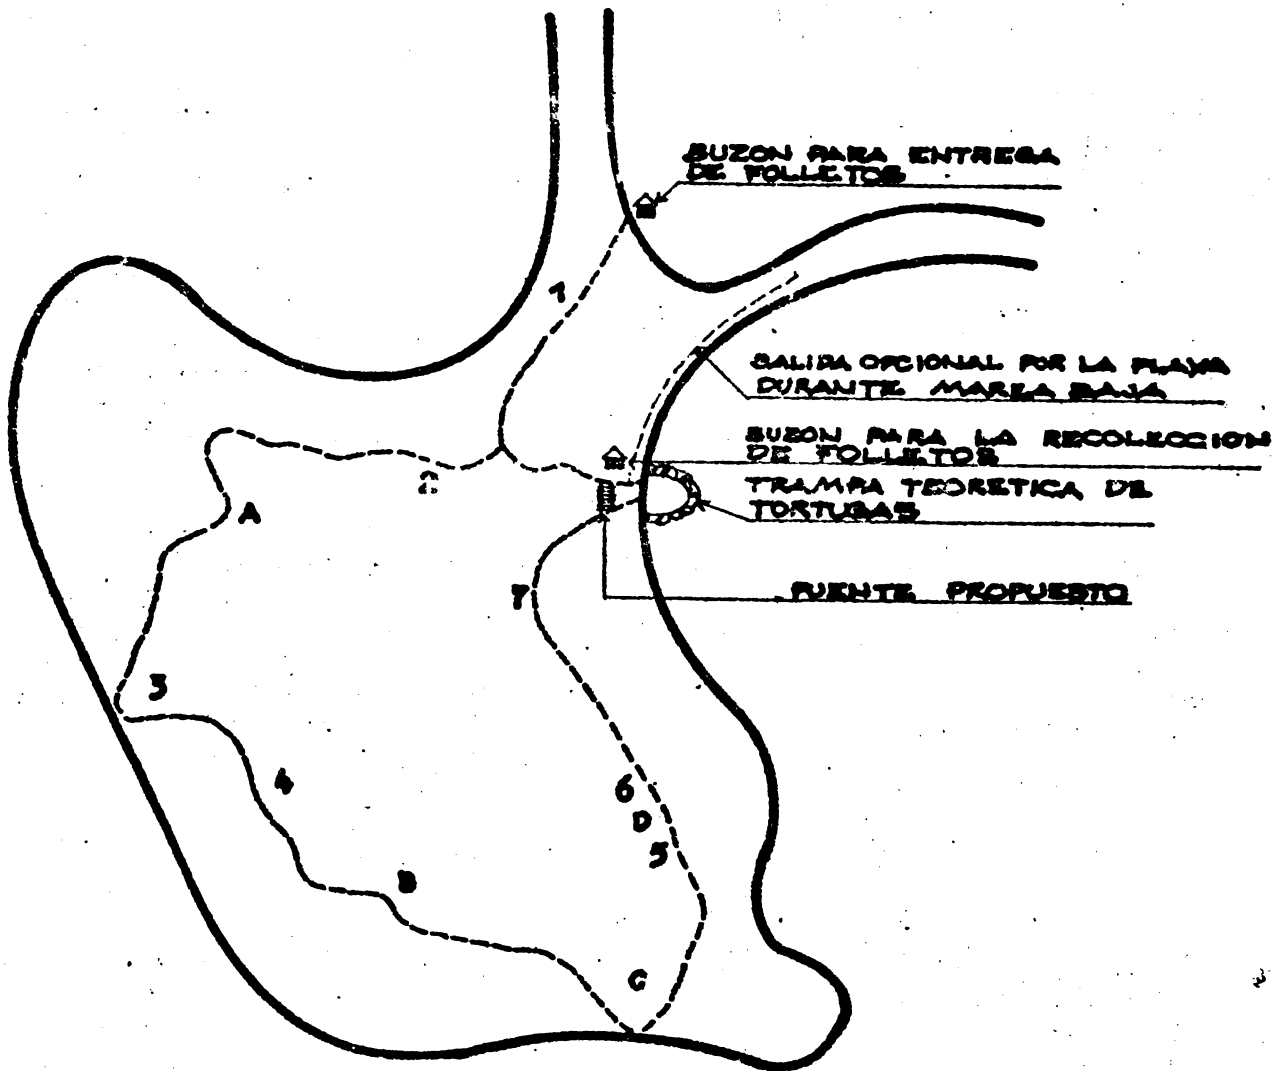 BUZON PARA ENTREGA
DE FOLLETOS
1
SALIDA OPCIONAL POR LA PLAYA
DURANTE MAREA BAJA
BUZON PARA LA RECOLECCION
DE FOLLETOS
2
TRAMPA TEORETICA DE
TORTUGAS
A
PUENTE PROPUESTO
7
3
4
6
D
5
B
C